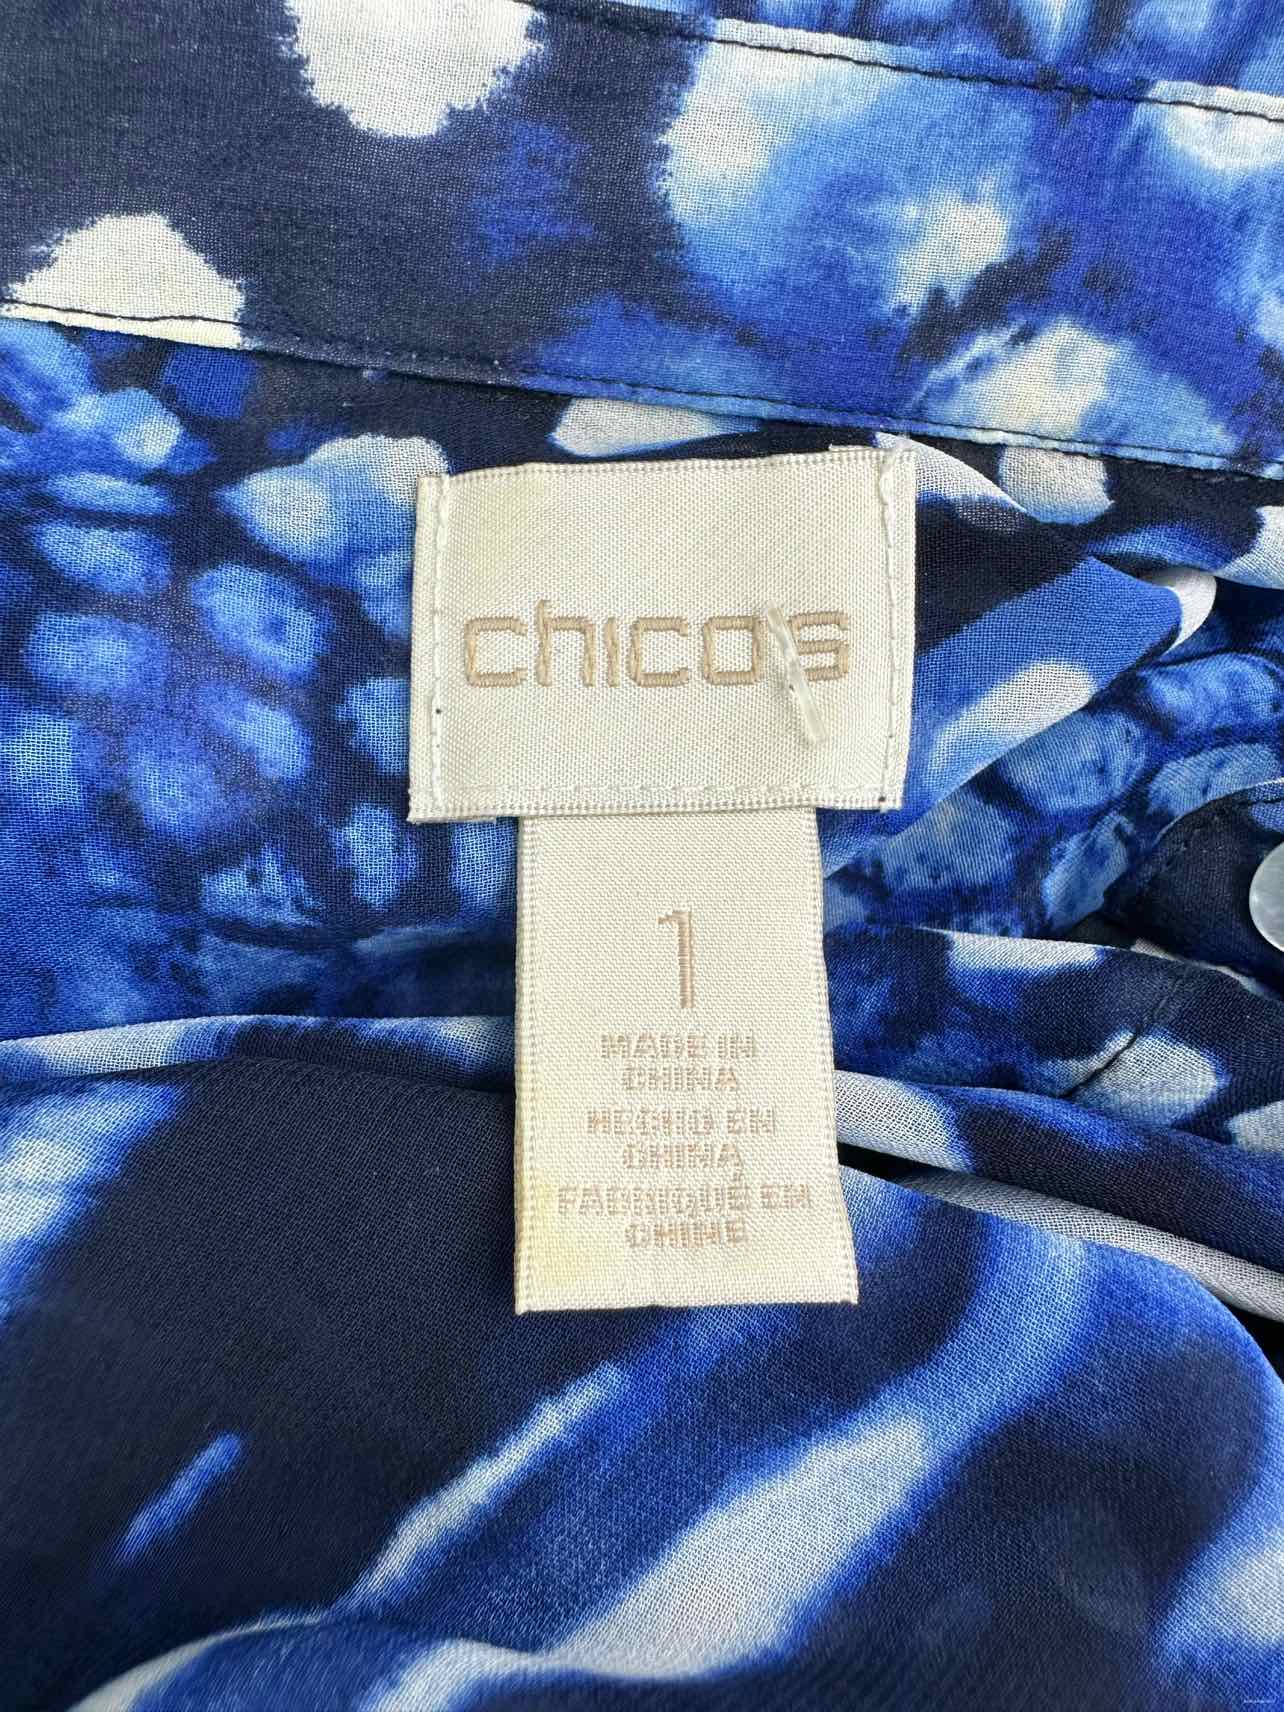 chico's
1
MADE IN
CHINA
HECHO EN
CHINA
FABRIQUÉ EN
CHINE